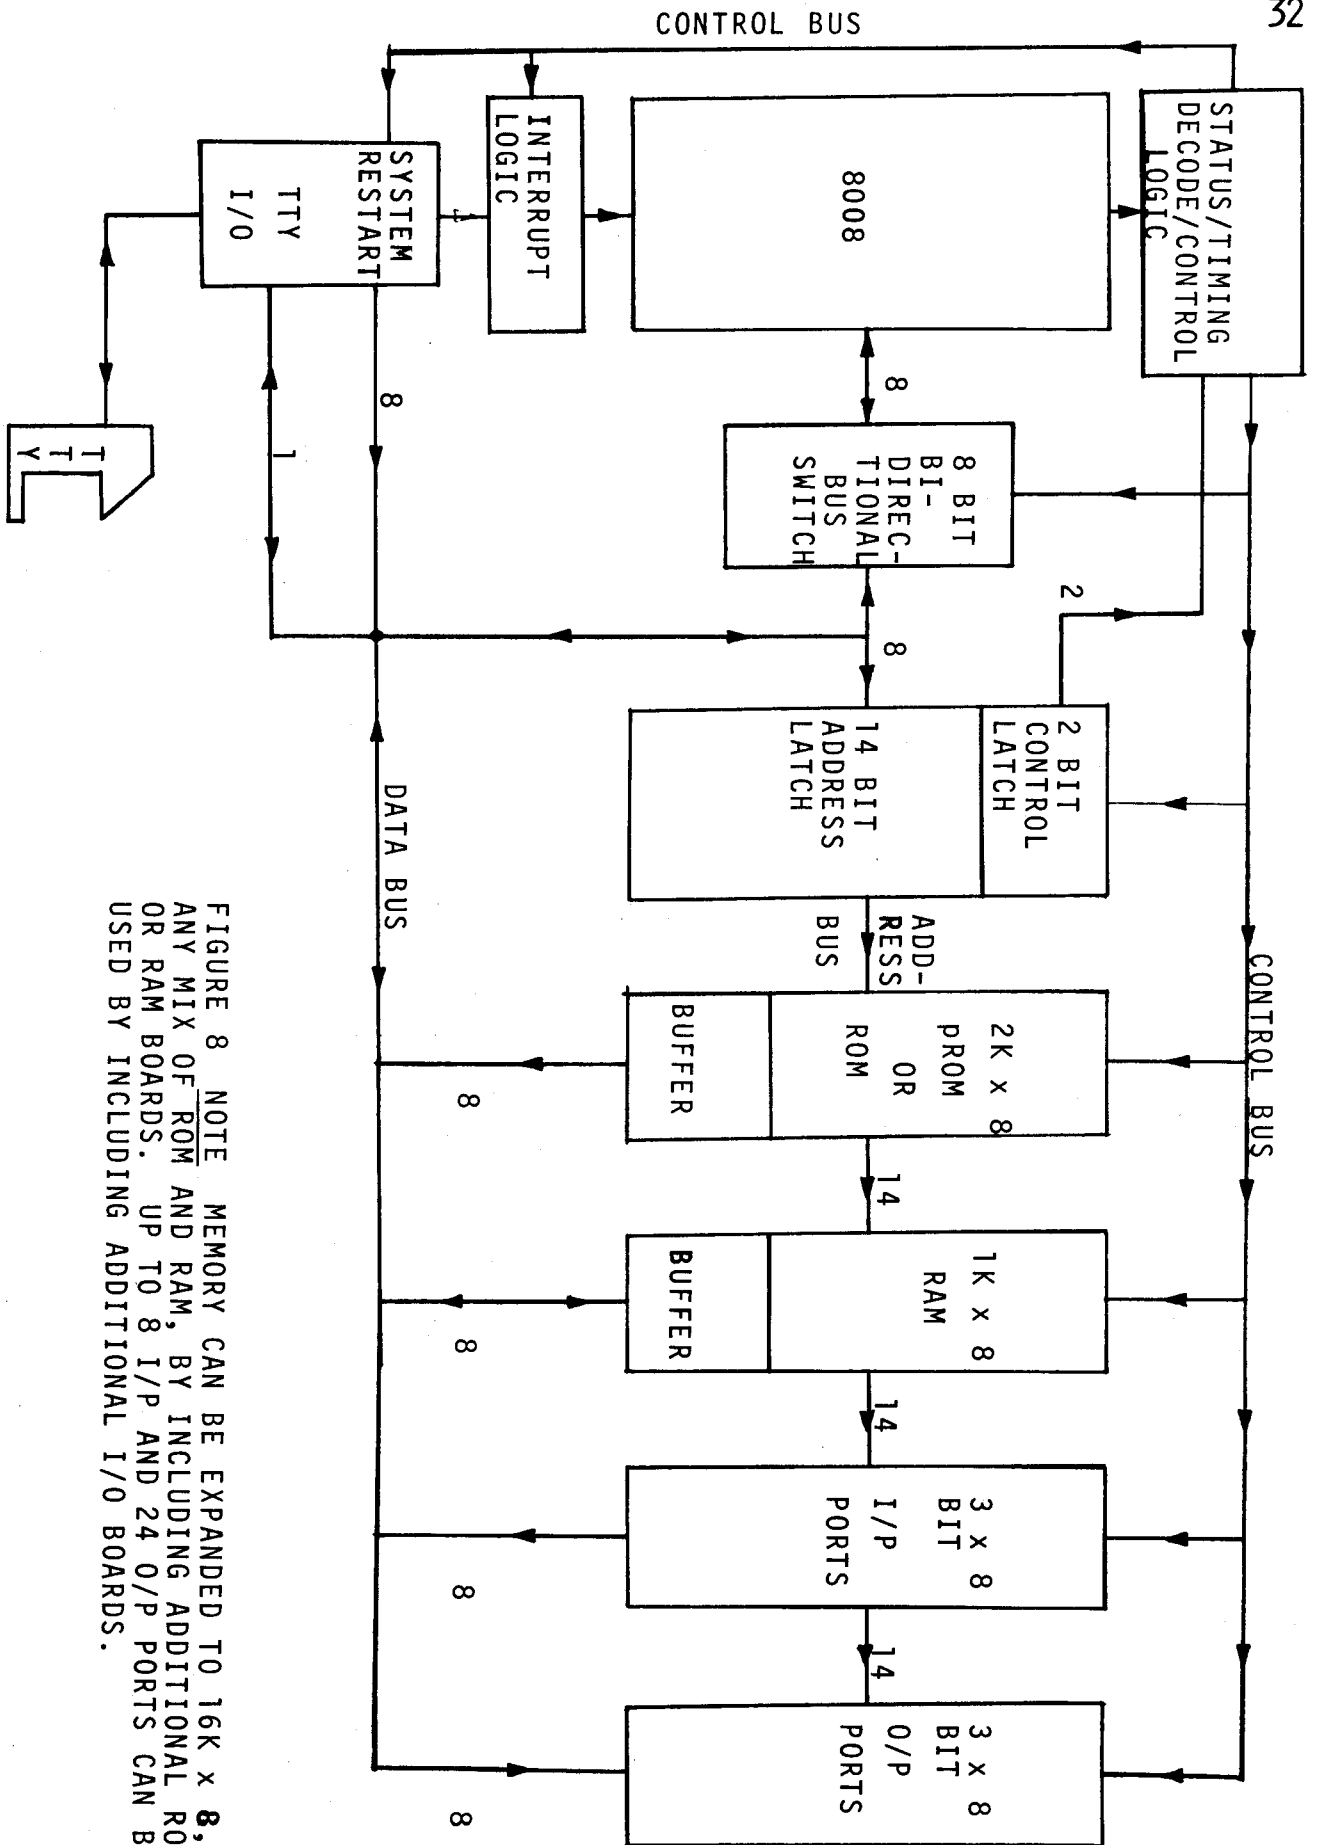 32
CONTROL BUS
STATUS/TIMING
DECODE/CONTROL
LOGIC
8008
INTERRUPT
LOGIC
SYSTEM
RESTART
TTY
I/O
TTY
8
1
8
8 BIT
BI-
DIREC-
TIONAL
BUS
SWITCH
2
8
2 BIT
CONTROL
LATCH
14 BIT
ADDRESS
LATCH
DATA BUS
ADD-
RESS
BUS
CONTROL BUS
2K x 8
pROM
OR
ROM
BUFFER
8
14
1K x 8
RAM
BUFFER
8
14
3 x 8
BIT
I/P
PORTS
8
14
3 x 8
BIT
O/P
PORTS
8
FIGURE 8 NOTE MEMORY CAN BE EXPANDED TO 16K x 8,
ANY MIX OF ROM AND RAM, BY INCLUDING ADDITIONAL RO
OR RAM BOARDS. UP TO 8 I/P AND 24 O/P PORTS CAN B
USED BY INCLUDING ADDITIONAL I/O BOARDS.